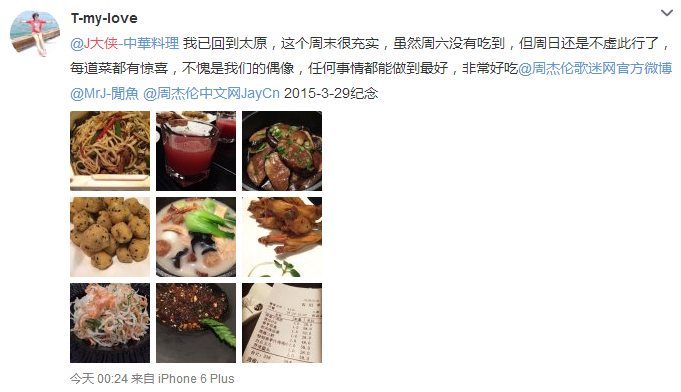 T-my-love
@J大侠-中華料理 我已回到太原，这个周末很充实，虽然周六没有吃到，但周日还是不虚此行了，
每道菜都有惊喜，不愧是我们的偶像，任何事情都能做到最好，非常好吃@周杰伦歌迷网官方微博
@MrJ-閒魚 @周杰伦中文网JayCn 2015-3-29纪念
今天 00:24 来自 iPhone 6 Plus